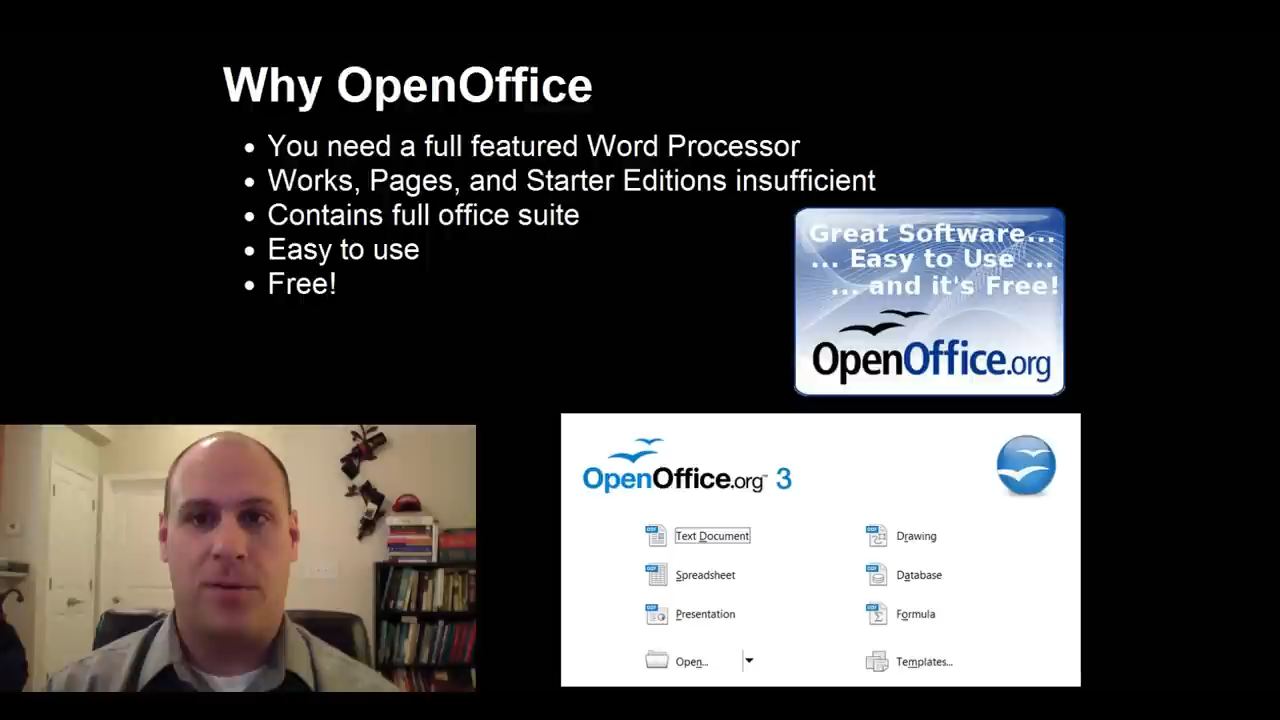 Why OpenOffice
• You need a full featured Word Processor
• Works, Pages, and Starter Editions insufficient
• Contains full office suite
• Easy to use
• Free!
Great Software...
... Easy to Use ...
... and it's Free!
OpenOffice.org
OpenOffice.org™ 3
Text Document
Drawing
Spreadsheet
Database
Presentation
Formula
Open...
Templates...